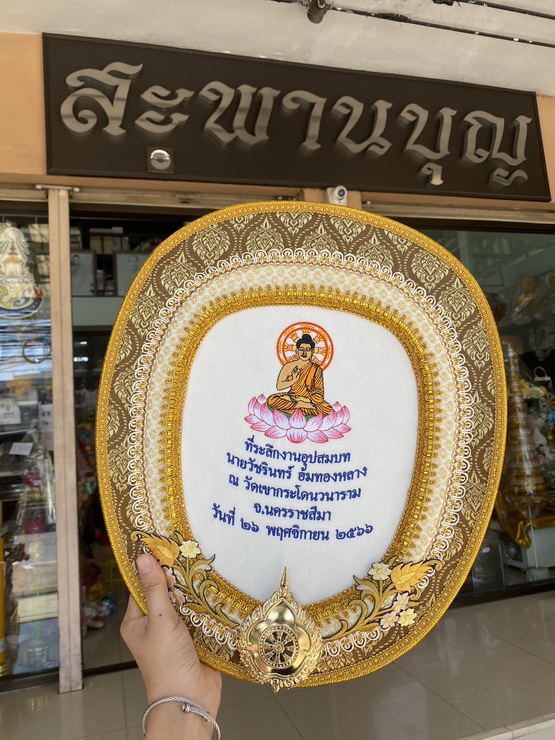 สะพานบุญ
ที่ระลึกงานอุปสมบท
นายวัชรินทร์ อ่ำทองหลาง
ณ วัดเขากระโดนวนาราม
จ.นครราชสีมา
วันที่ ๒๖ พฤศจิกายน ๒๕๖๖